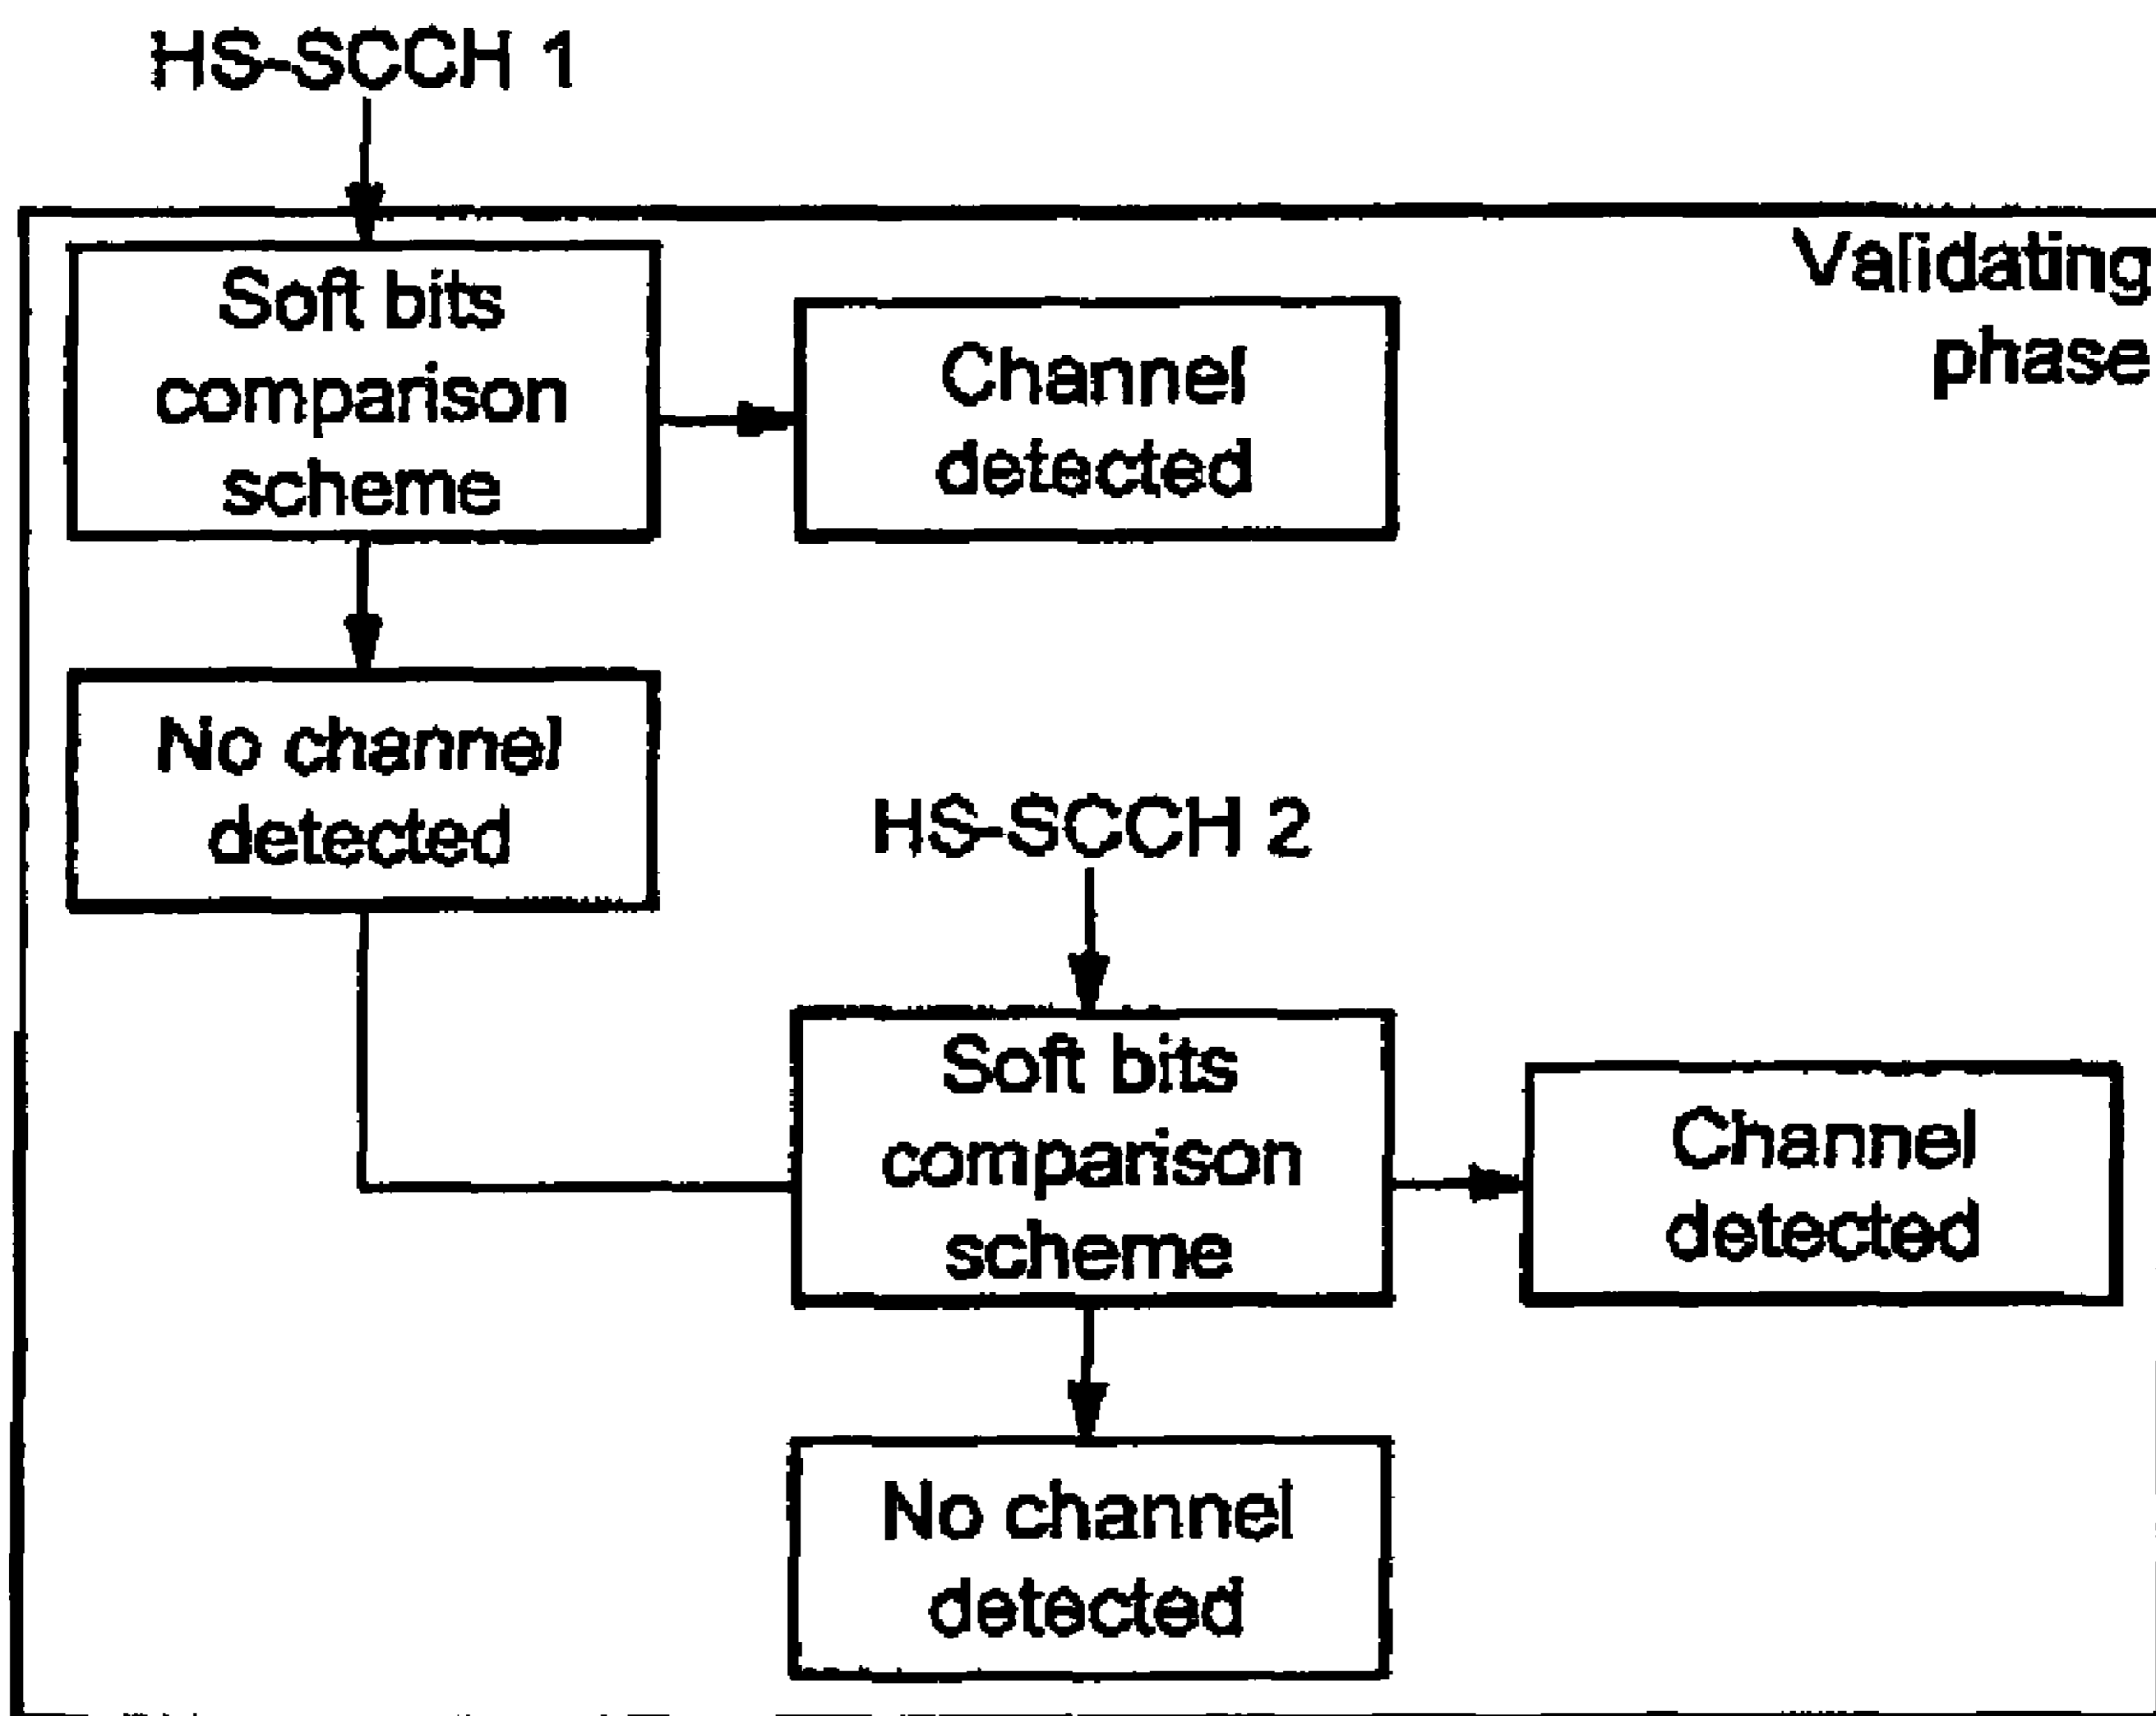 HS-SCCH 1
Validating
phase
Soft bits
comparison
scheme
Channel
detected
No channel
detected
HS-SCCH 2
Soft bits
comparison
scheme
Channel
detected
No channel
detected